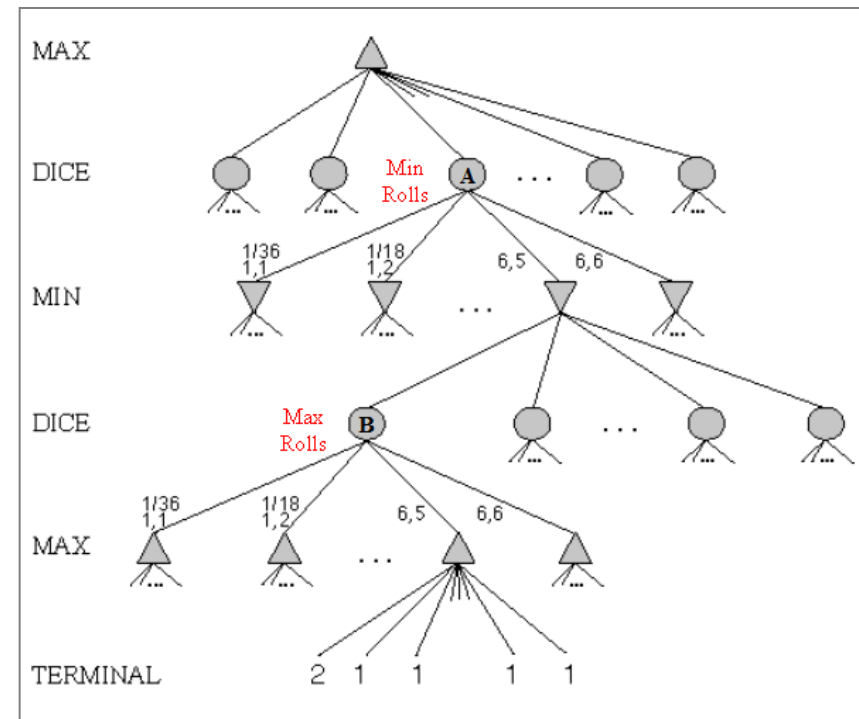 MAX
DICE
Min
Rolls
A
. . .
... ... ... ...
1/36
1,1
1/18
1,2
6,5
6,6
MIN
. . .
... ... ...
DICE
Max
Rolls
B
. . .
... ... ...
1/36
1,1
1/18
1,2
6,5
6,6
MAX
. . .
... ... ...
TERMINAL
2 1 1 1 1